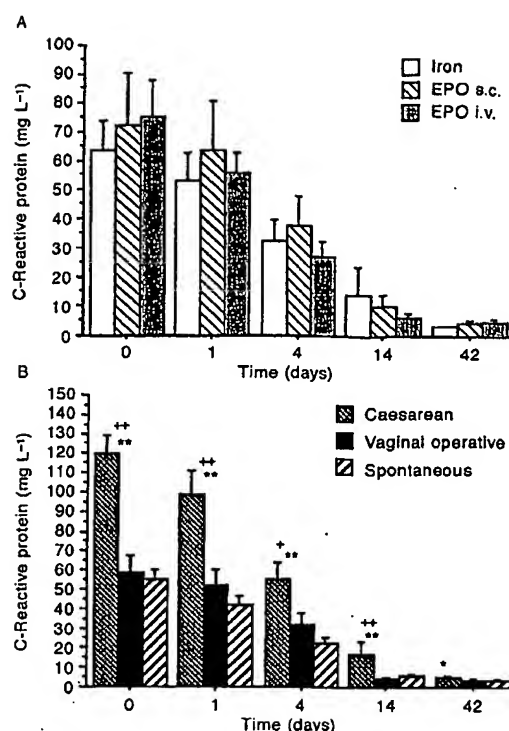 A
C-Reactive protein (mg L⁻¹)
100
90
80
70
60
50
40
30
20
10
0
Iron
EPO s.c.
EPO i.v.
0 1 4 14 42
Time (days)
B
C-Reactive protein (mg L⁻¹)
150
140
130
120
110
100
90
80
70
60
50
40
30
20
10
0
Caesarean
Vaginal operative
Spontaneous
++
**
++
**
+
**
++
**
*
0 1 4 14 42
Time (days)